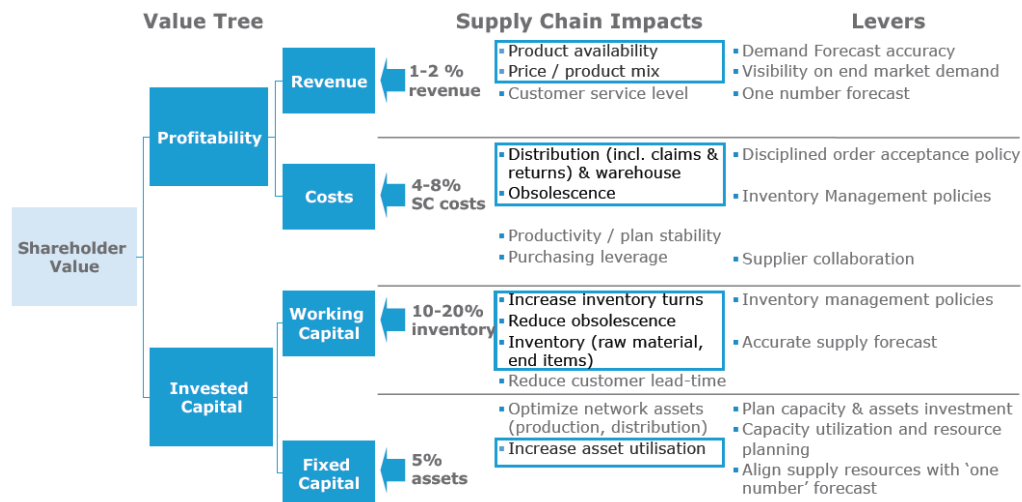 Value Tree
Supply Chain Impacts
Levers
Shareholder
Value
Profitability
Invested
Capital
Revenue
1-2 %
revenue
▪ Product availability
▪ Price / product mix
▪ Customer service level
▪ Demand Forecast accuracy
▪ Visibility on end market demand
▪ One number forecast
Costs
4-8%
SC costs
▪ Distribution (incl. claims &
returns) & warehouse
▪ Obsolescence
▪ Productivity / plan stability
▪ Purchasing leverage
▪ Disciplined order acceptance policy
▪ Inventory Management policies
▪ Supplier collaboration
Working
Capital
10-20%
inventory
▪ Increase inventory turns
▪ Reduce obsolescence
▪ Inventory (raw material,
end items)
▪ Reduce customer lead-time
▪ Inventory management policies
▪ Accurate supply forecast
Fixed
Capital
5%
assets
▪ Optimize network assets
(production, distribution)
▪ Increase asset utilisation
▪ Plan capacity & assets investment
▪ Capacity utilization and resource
planning
▪ Align supply resources with ‘one
number’ forecast